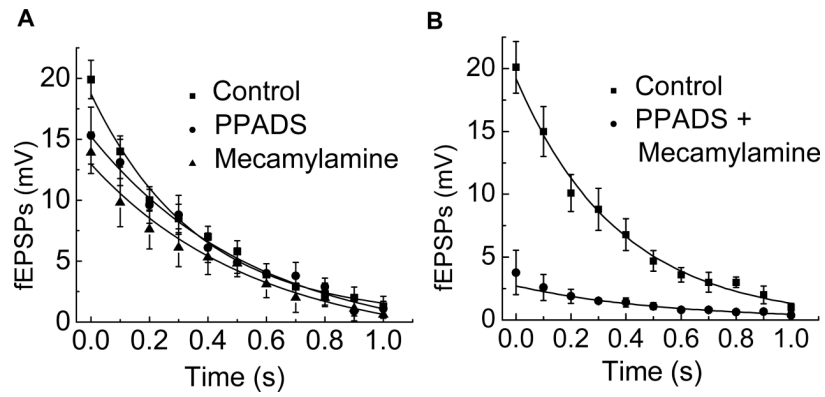 A
fEPSPs (mV)
20
15
10
5
0
Control
PPADS
Mecamylamine
0.0 0.2 0.4 0.6 0.8 1.0
Time (s)
B
fEPSPs (mV)
20
15
10
5
0
Control
PPADS +
Mecamylamine
0.0 0.2 0.4 0.6 0.8 1.0
Time (s)